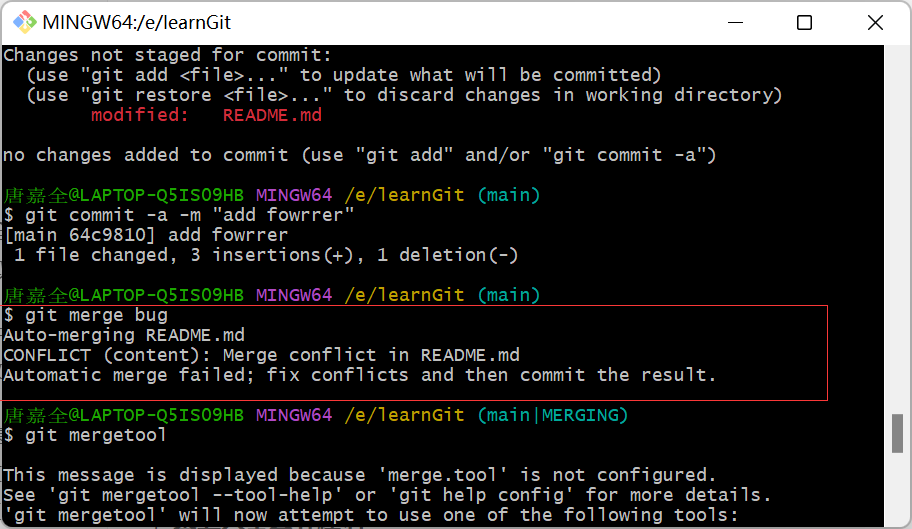 MINGW64:/e/learnGit
Changes not staged for commit:
(use "git add <file>..." to update what will be committed)
(use "git restore <file>..." to discard changes in working directory)
modified: README.md
no changes added to commit (use "git add" and/or "git commit -a")
唐嘉全@LAPTOP-Q5IS09HB MINGW64 /e/learnGit (main)
$ git commit -a -m "add fowrrer"
[main 64c9810] add fowrrer
1 file changed, 3 insertions(+), 1 deletion(-)
唐嘉全@LAPTOP-Q5IS09HB MINGW64 /e/learnGit (main)
$ git merge bug
Auto-merging README.md
CONFLICT (content): Merge conflict in README.md
Automatic merge failed; fix conflicts and then commit the result.
唐嘉全@LAPTOP-Q5IS09HB MINGW64 /e/learnGit (main|MERGING)
$ git mergetool
This message is displayed because 'merge.tool' is not configured.
See 'git mergetool --tool-help' or 'git help config' for more details.
'git mergetool' will now attempt to use one of the following tools: